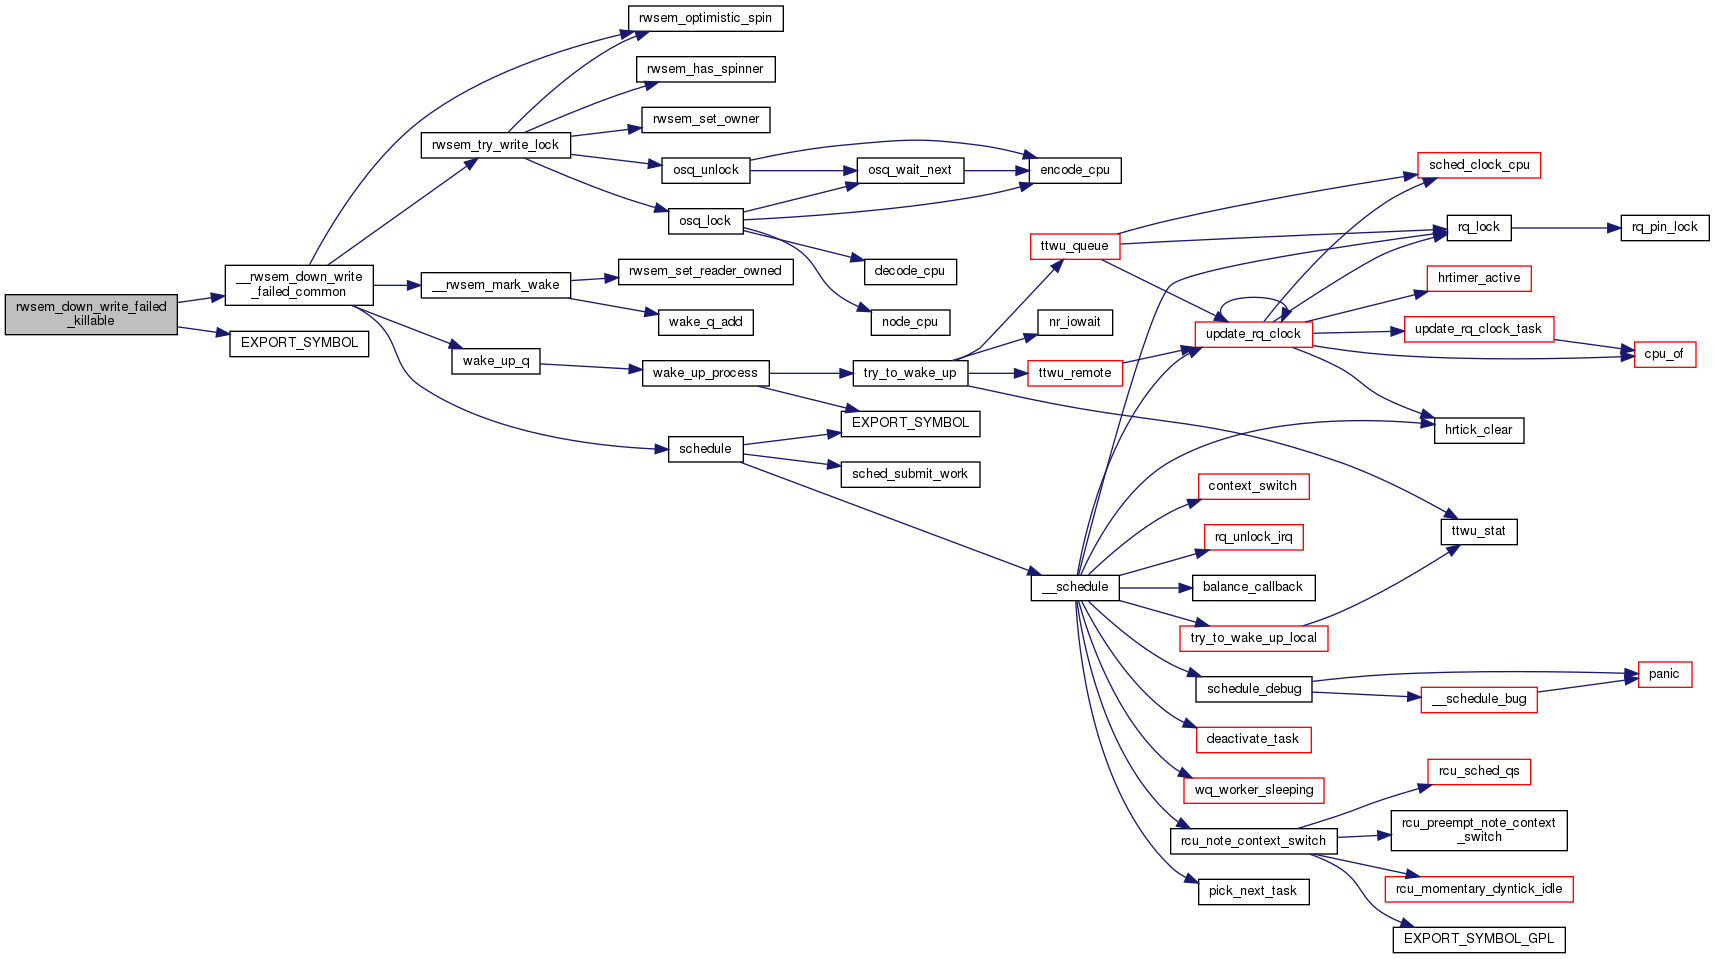 rwsem_optimistic_spin
rwsem_has_spinner
rwsem_set_owner
rwsem_try_write_lock
osq_unlock
osq_wait_next
encode_cpu
sched_clock_cpu
osq_lock
ttwu_queue
rq_lock
rq_pin_lock
__rwsem_down_write
_failed_common
__rwsem_mark_wake
rwsem_set_reader_owned
decode_cpu
hrtimer_active
rwsem_down_write_failed
_killable
EXPORT_SYMBOL
wake_q_add
node_cpu
nr_iowait
update_rq_clock
update_rq_clock_task
cpu_of
wake_up_q
wake_up_process
try_to_wake_up
ttwu_remote
EXPORT_SYMBOL
hrtick_clear
schedule
sched_submit_work
context_switch
rq_unlock_irq
ttwu_stat
__schedule
balance_callback
try_to_wake_up_local
schedule_debug
__schedule_bug
panic
deactivate_task
wq_worker_sleeping
rcu_sched_qs
rcu_note_context_switch
rcu_preempt_note_context
_switch
pick_next_task
rcu_momentary_dyntick_idle
EXPORT_SYMBOL_GPL